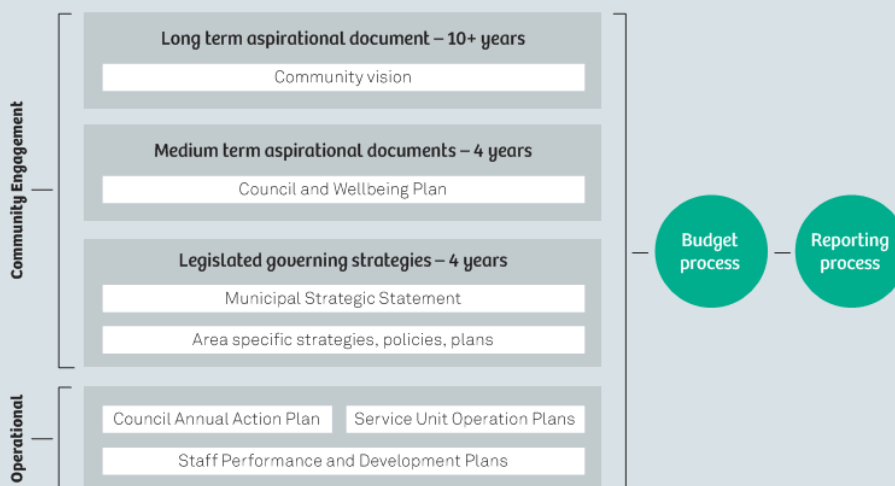 Community Engagement
Long term aspirational document – 10+ years
Community vision
Medium term aspirational documents – 4 years
Council and Wellbeing Plan
Legislated governing strategies – 4 years
Municipal Strategic Statement
Area specific strategies, policies, plans
Operational
Council Annual Action Plan
Service Unit Operation Plans
Staff Performance and Development Plans
Budget
process
Reporting
process